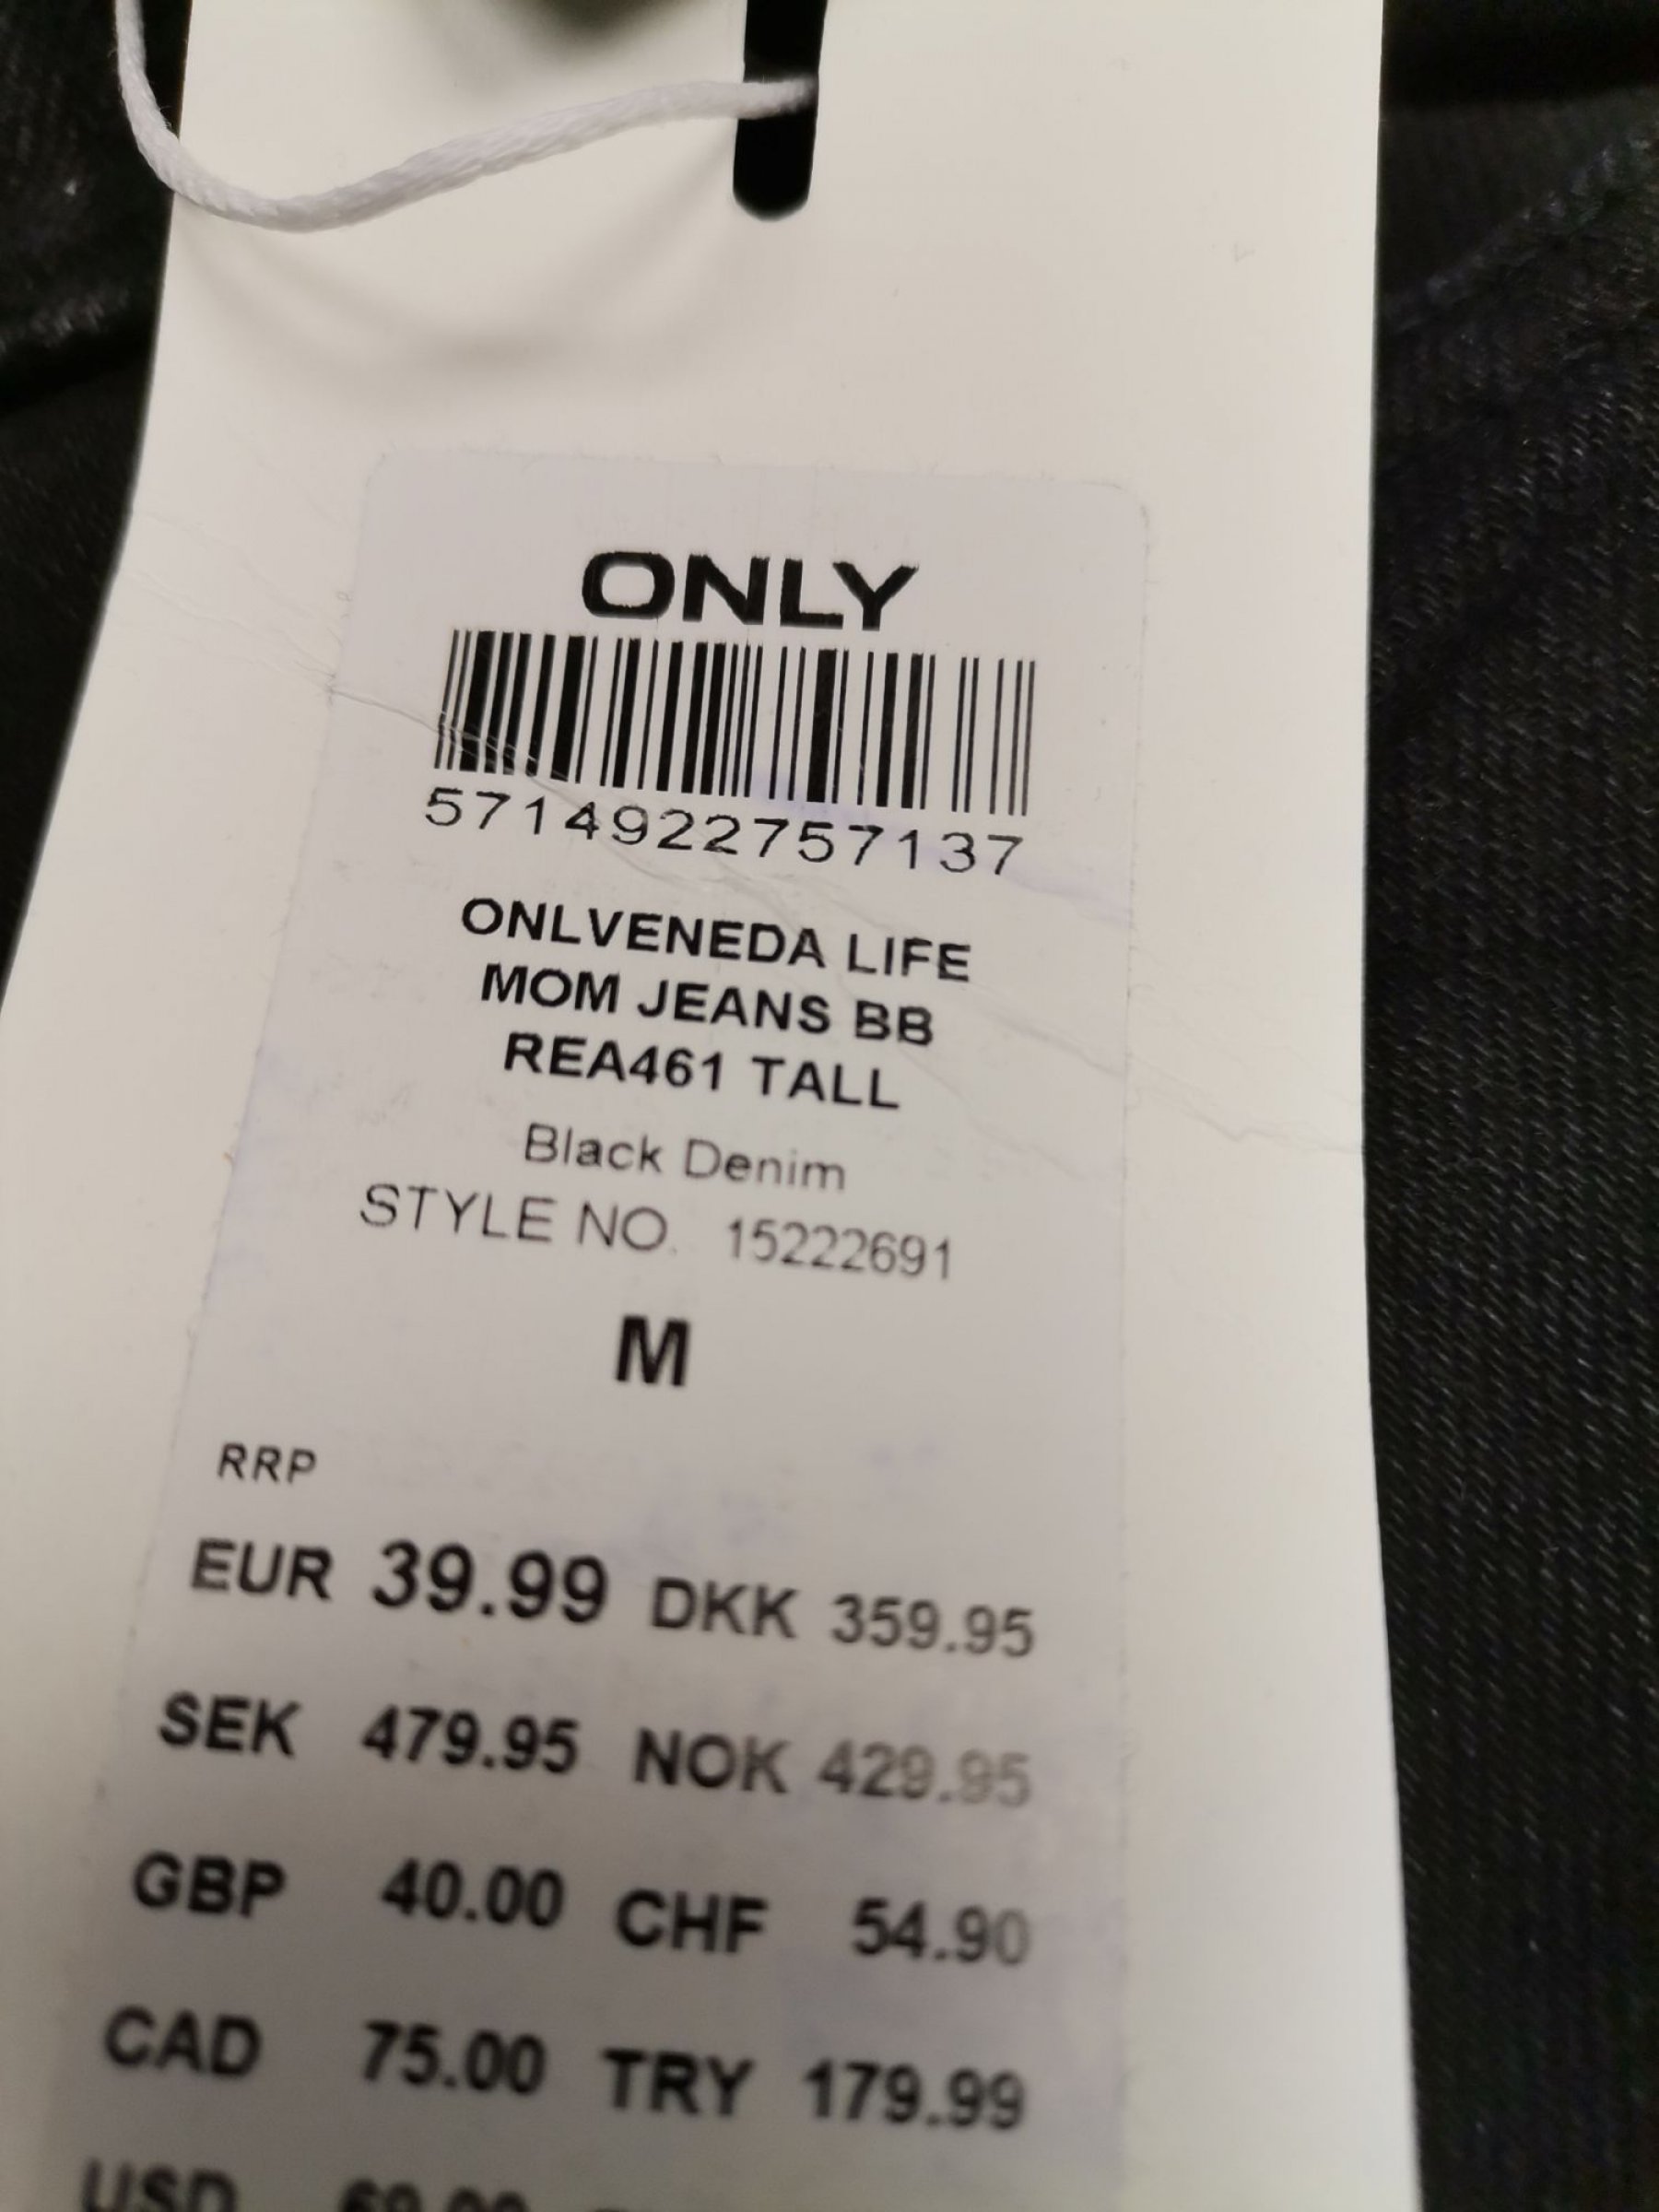 ONLY
5714922757137
ONLVENEDA LIFE
MOM JEANS BB
REA461 TALL
Black Denim
STYLE NO. 15222691
M
RRP
EUR 39.99 DKK 359.95
SEK 479.95 NOK 429.95
GBP 40.00 CHF 54.90
CAD 75.00 TRY 179.99
USD